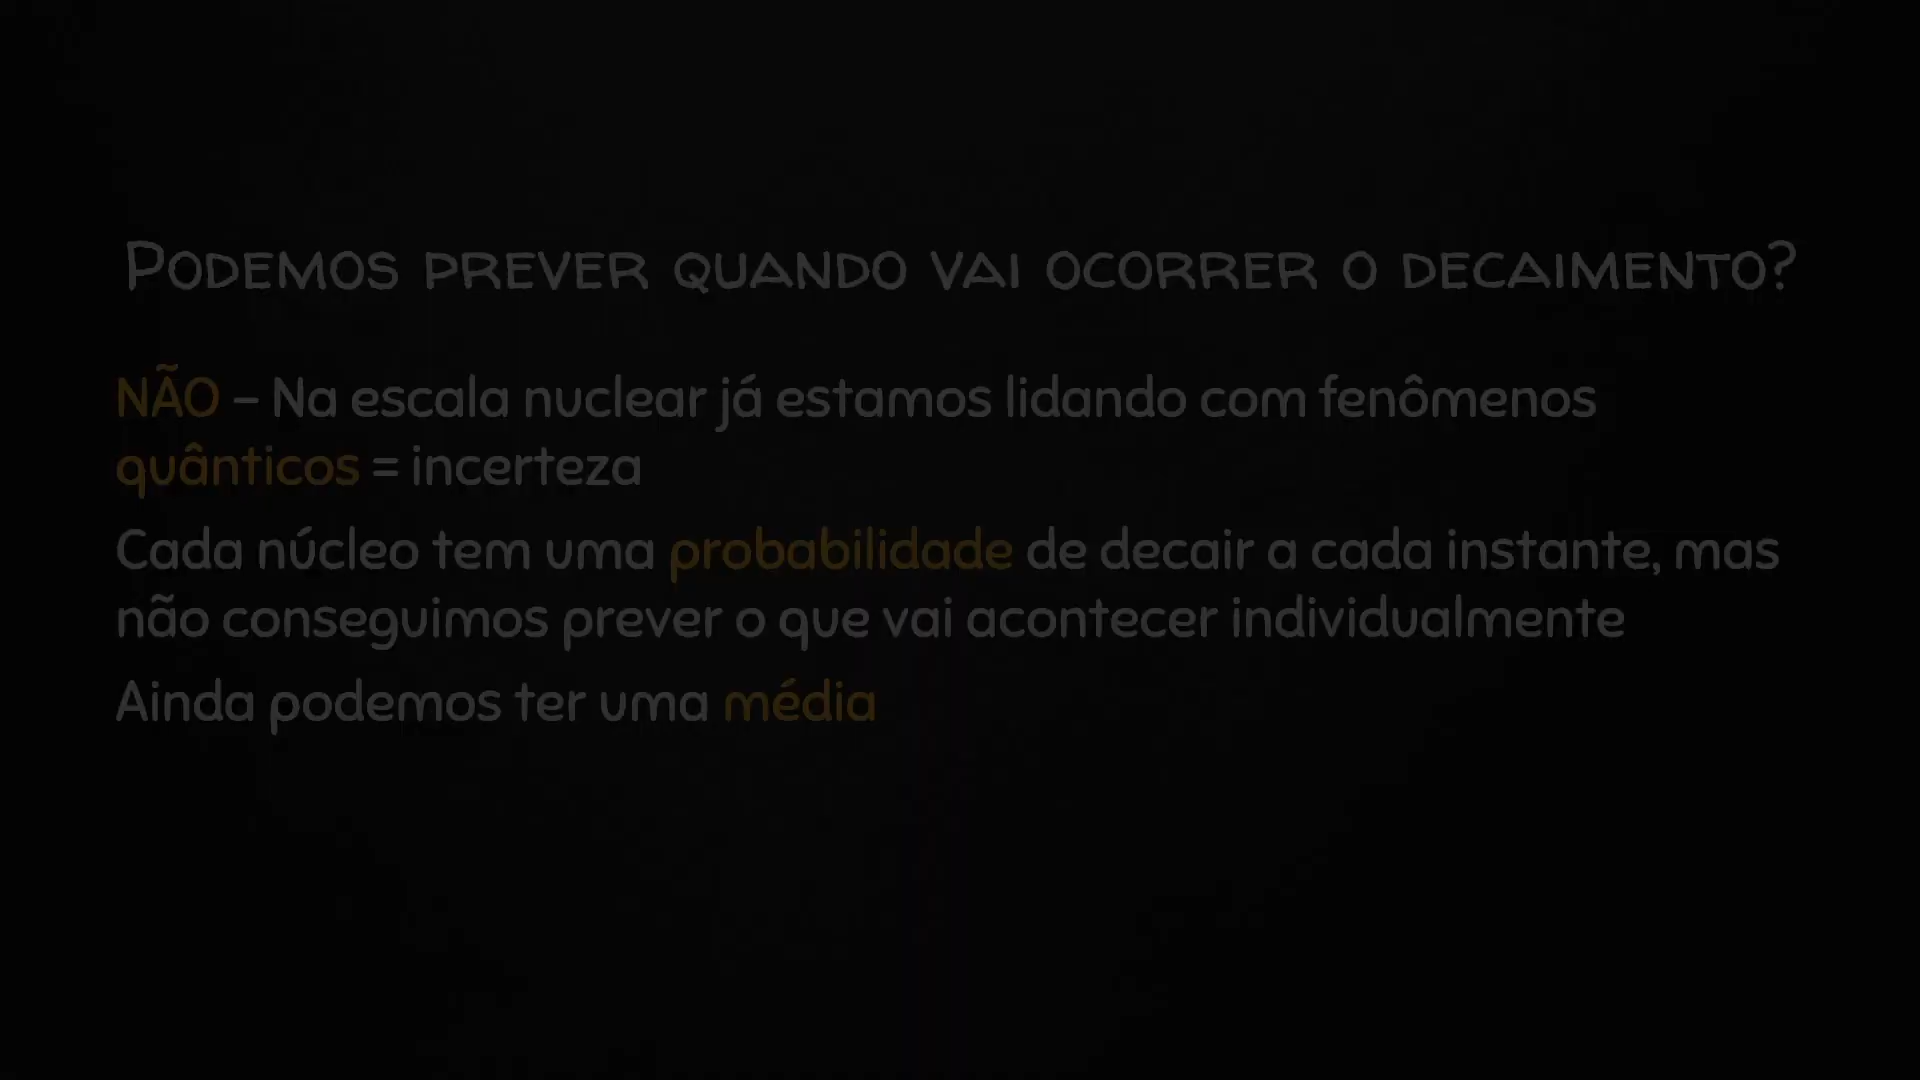 Podemos prever quando vai ocorrer o decaimento?
NÃO – Na escala nuclear já estamos lidando com fenômenos
quânticos = incerteza
Cada núcleo tem uma probabilidade de decair a cada instante, mas
não conseguimos prever o que vai acontecer individualmente
Ainda podemos ter uma média